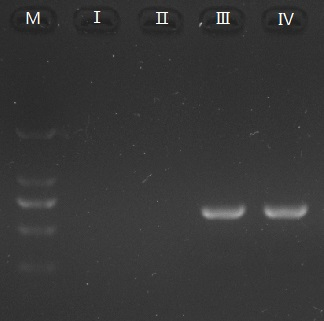 M Ⅰ Ⅱ Ⅲ Ⅳ